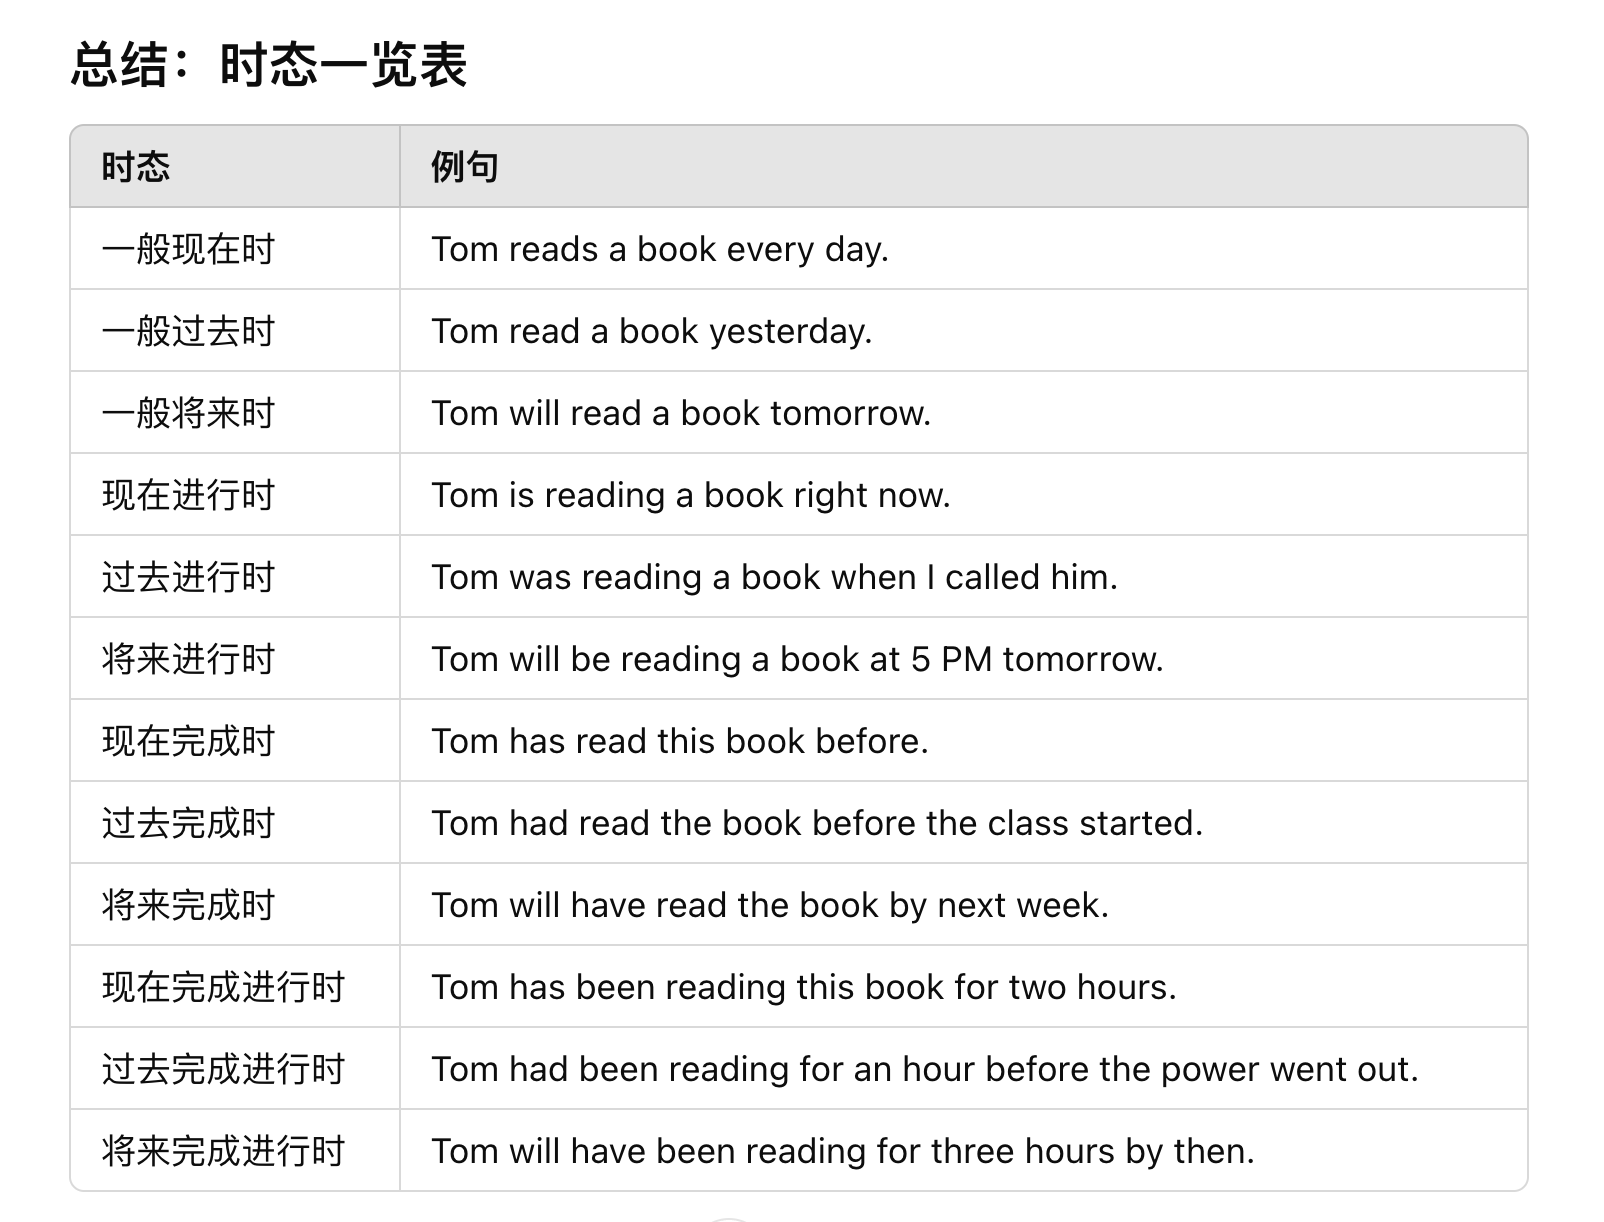 总结：时态一览表
时态 例句
一般现在时 Tom reads a book every day.
一般过去时 Tom read a book yesterday.
一般将来时 Tom will read a book tomorrow.
现在进行时 Tom is reading a book right now.
过去进行时 Tom was reading a book when I called him.
将来进行时 Tom will be reading a book at 5 PM tomorrow.
现在完成时 Tom has read this book before.
过去完成时 Tom had read the book before the class started.
将来完成时 Tom will have read the book by next week.
现在完成进行时 Tom has been reading this book for two hours.
过去完成进行时 Tom had been reading for an hour before the power went out.
将来完成进行时 Tom will have been reading for three hours by then.